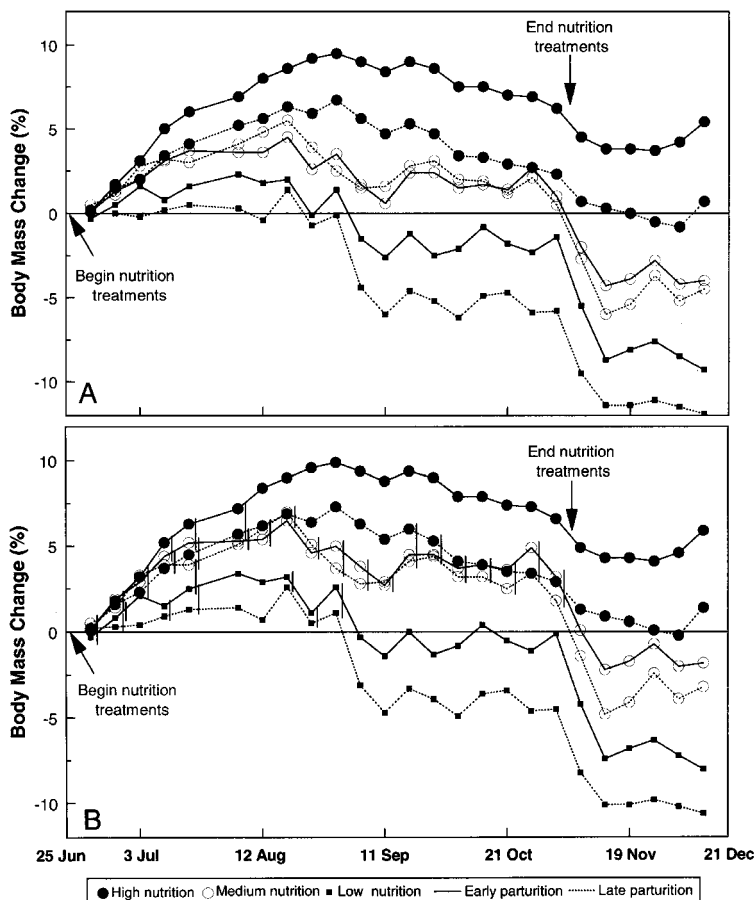 10
5
0
-5
-10
Body Mass Change (%)
End nutrition
treatments
Begin nutrition
treatments
A
10
5
0
-5
-10
Body Mass Change (%)
End nutrition
treatments
Begin nutrition
treatments
B
25 Jun 3 Jul 12 Aug 11 Sep 21 Oct 19 Nov 21 Dec
High nutrition Medium nutrition Low nutrition Early parturition Late parturition